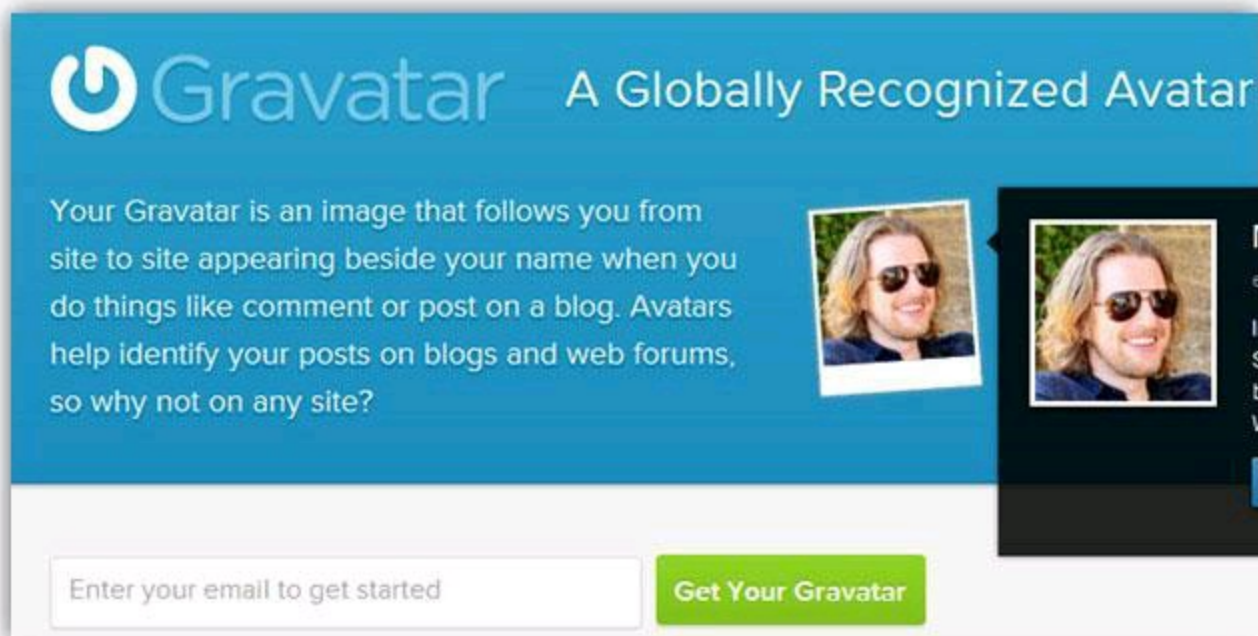 Gravatar
A Globally Recognized Avatar
Your Gravatar is an image that follows you from
site to site appearing beside your name when you
do things like comment or post on a blog. Avatars
help identify your posts on blogs and web forums,
so why not on any site?
Enter your email to get started
Get Your Gravatar